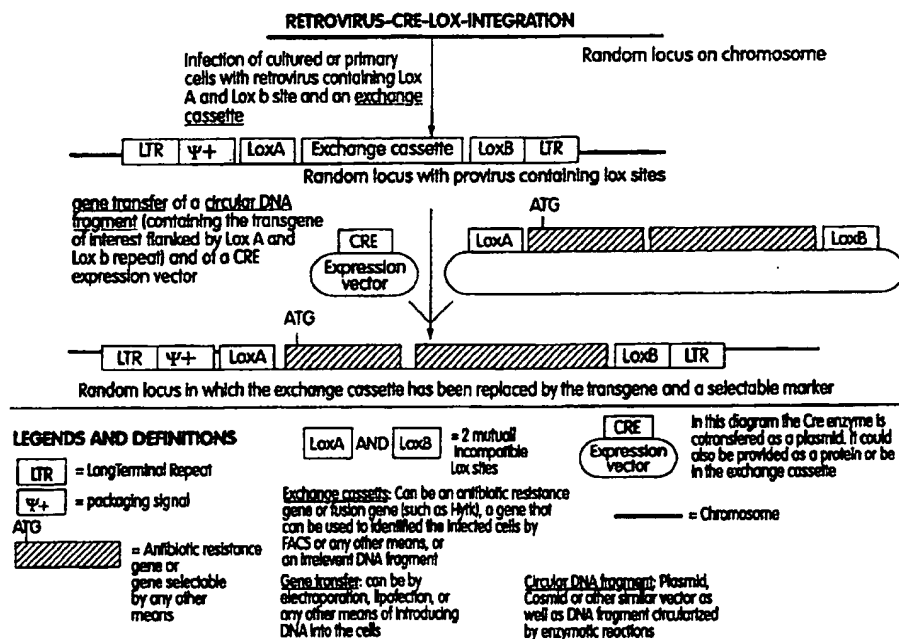 RETROVIRUS-CRE-LOX-INTEGRATION
Infection of cultured or primary
cells with retrovirus containing Lox
A and Lox b site and an exchange
cassette
Random locus on chromosome
LTR Ψ+ LoxA Exchange cassette LoxB LTR
Random locus with provirus containing lox sites
gene transfer of a circular DNA
fragment (containing the transgene
of interest flanked by Lox A and
Lox b repeat) and of a CRE
expression vector
CRE
Expression
vector
ATG
LoxA LoxB
ATG
LTR Ψ+ LoxA LoxB LTR
Random locus in which the exchange cassette has been replaced by the transgene and a selectable marker
LEGENDS AND DEFINITIONS
LTR = LongTerminal Repeat
Ψ+ = packaging signal
ATG
= Antibiotic resistance
gene or
gene selectable
by any other
means
LoxA AND LoxB = 2 mutuall
incompatible
Lox sites
Exchange cassette: Can be an antibiotic resistance
gene or fusion gene (such as Hytk), a gene that
can be used to identified the infected cells by
FACS or any other means, or
an irrelevent DNA fragment
Gene transfer: can be by
electroporation, lipofection, or
any other means of introducing
DNA into the cells
CRE
Expression
vector
In this diagram the Cre enzyme is
cotransfered as a plasmid. It could
also be provided as a protein or be
in the exchange cassette
= Chromosome
Circular DNA fragment: Plasmid,
Cosmid or other similar vector as
well as DNA fragment circularized
by enzymatic reactions